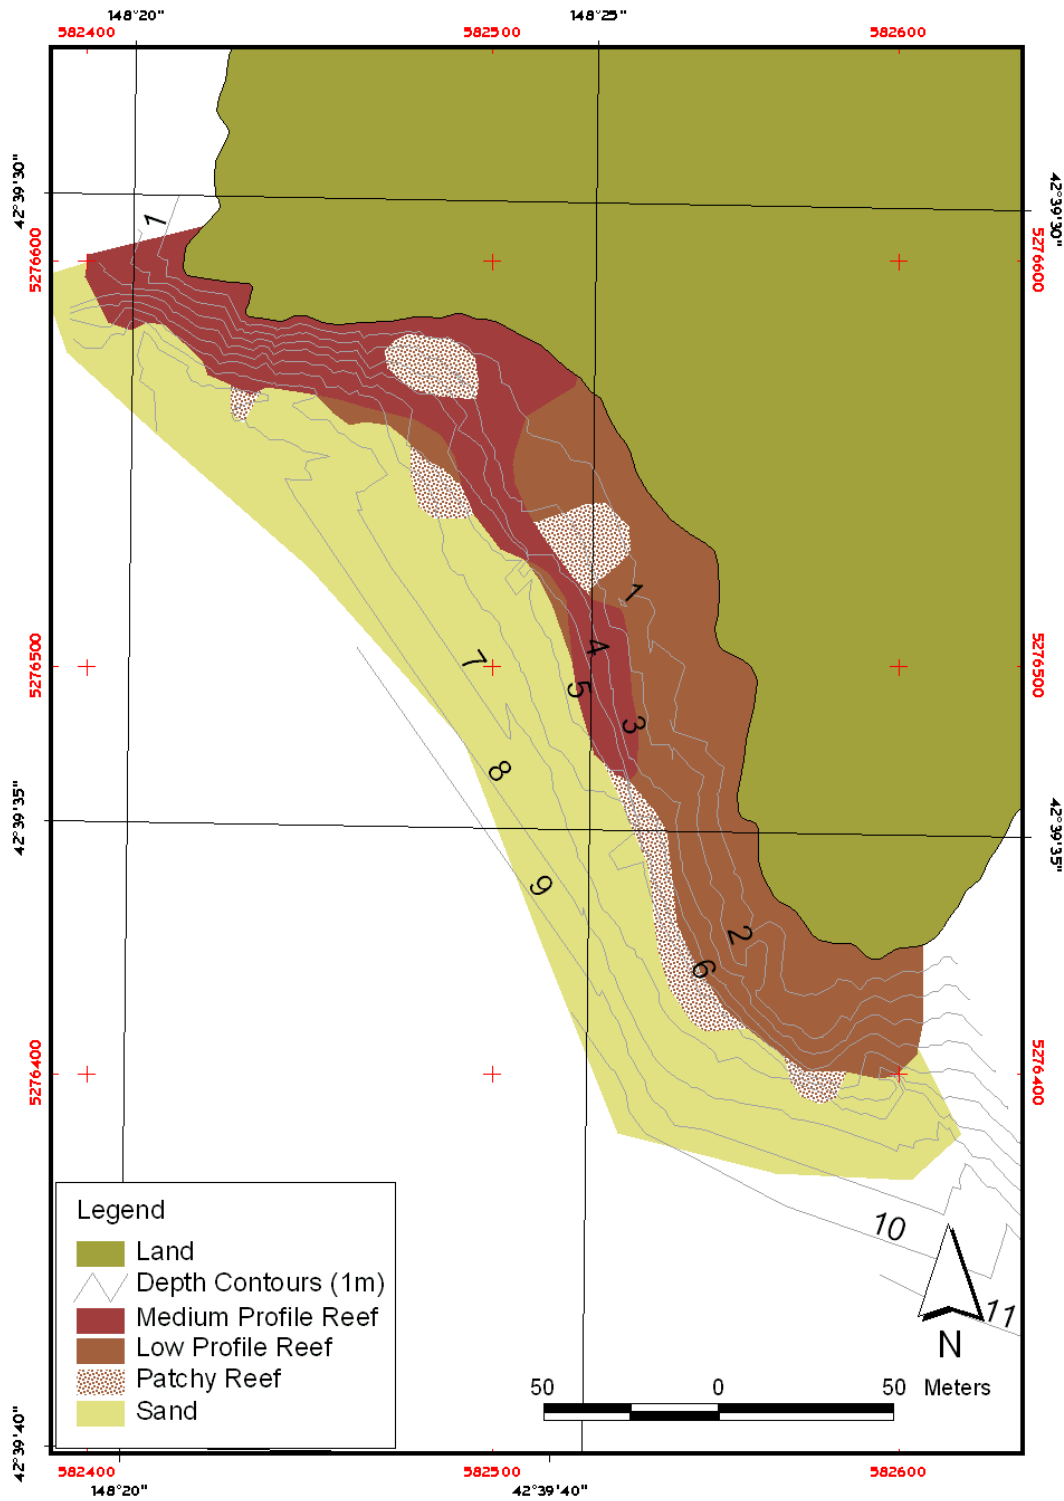 148°20" 148°25"
582400 582500 582600
42°39'30"
42°39'30"
5276600
5276600
1
1
4
5276500
5276500
7
5
3
8
42°39'35"
42°39'35"
9
2
6
5276400
5276400
10
11
Legend
Land
Depth Contours (1m)
Medium Profile Reef
Low Profile Reef
Patchy Reef
Sand
N
50 0 50 Meters
42°39'40"
582400 582500 582600
148°20" 42°39'40"